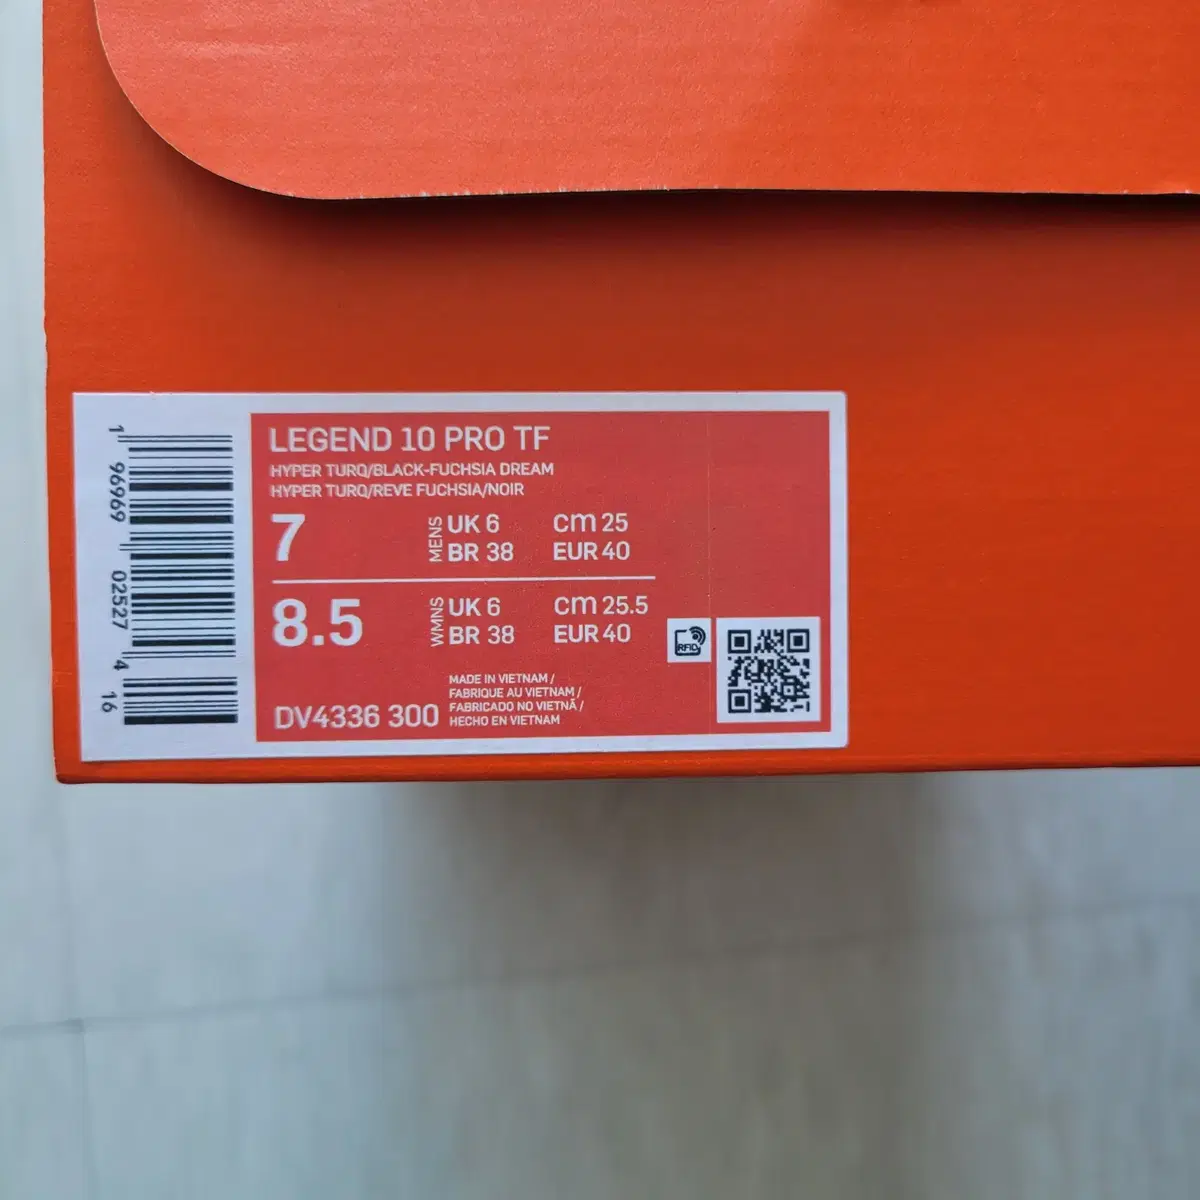 LEGEND 10 PRO TF
HYPER TURQ/BLACK-FUCHSIA DREAM
HYPER TURQ/REVE FUCHSIA/NOIR
7
MENS
UK 6 CM 25
BR 38 EUR 40
8.5
WMNS
UK 6 CM 25.5
BR 38 EUR 40
RFID
DV4336 300
MADE IN VIETNAM /
FABRIQUE AU VIETNAM /
FABRICADO NO VIETNÃ /
HECHO EN VIETNAM
1 96969 02527 4 16